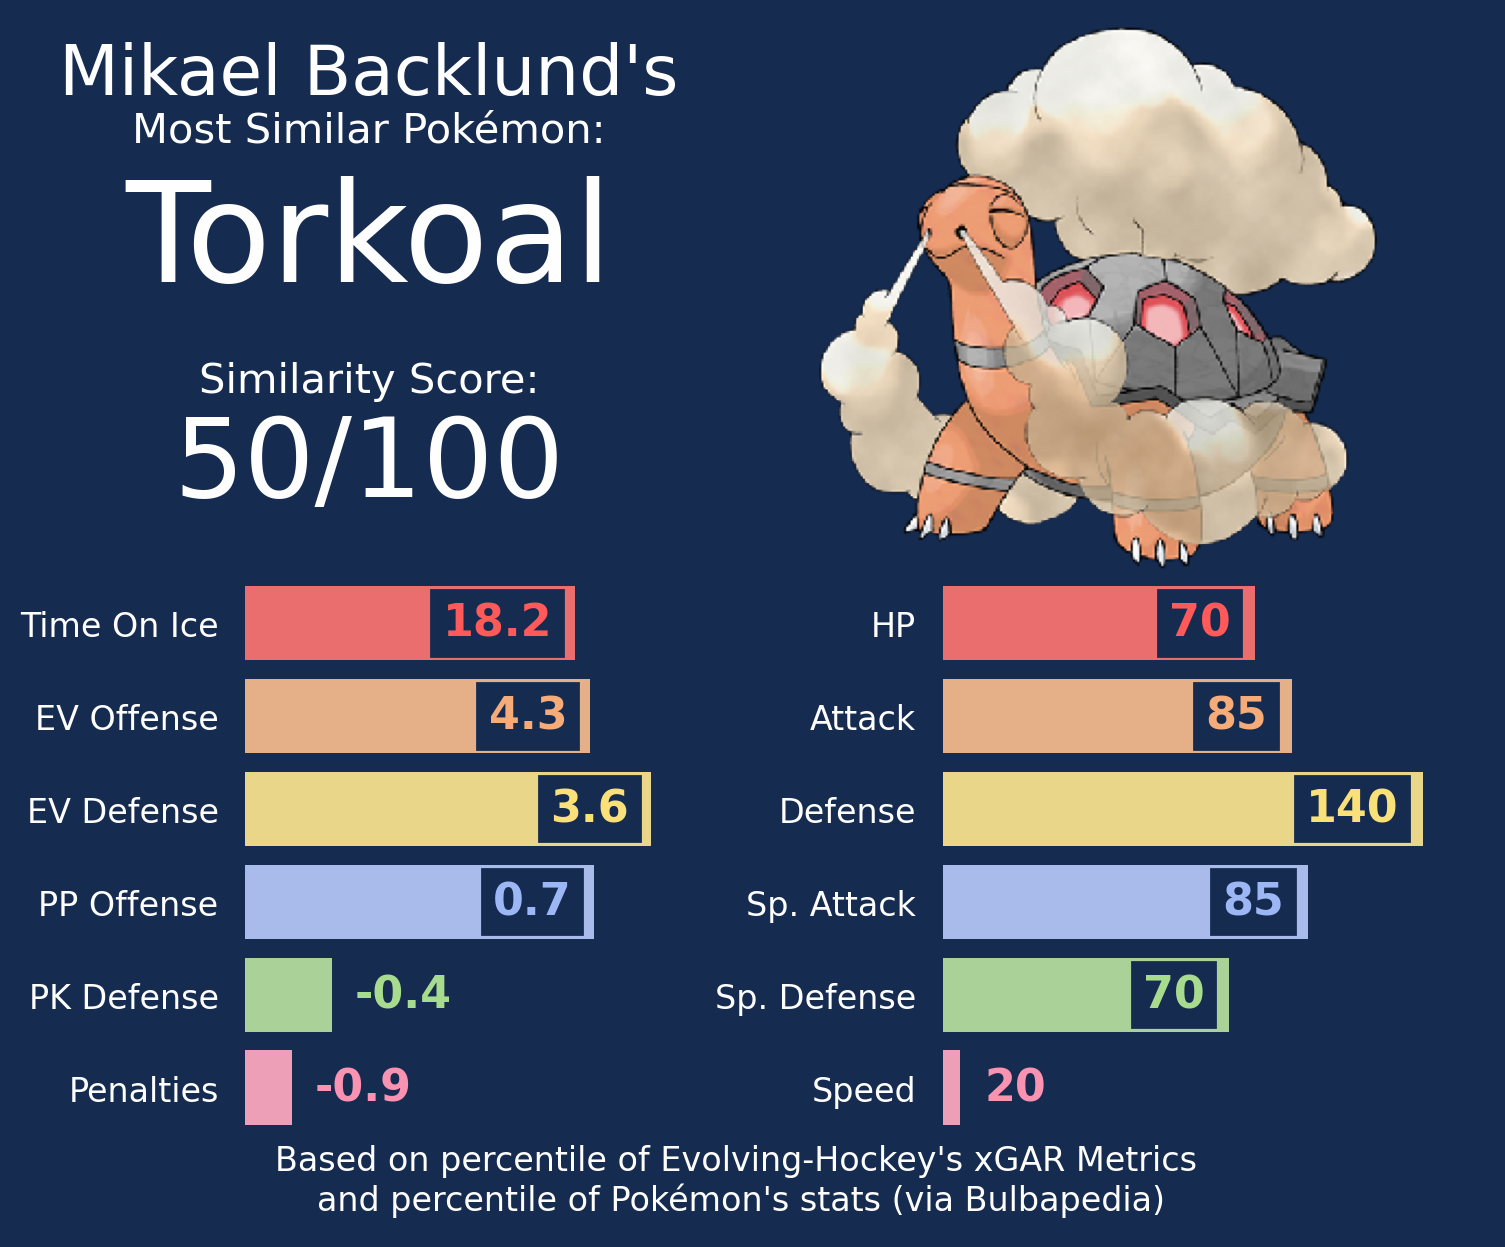 Mikael Backlund's
Most Similar Pokémon:
Torkoal
Similarity Score:
50/100
Time On Ice 18.2
EV Offense 4.3
EV Defense 3.6
PP Offense 0.7
PK Defense -0.4
Penalties -0.9
HP 70
Attack 85
Defense 140
Sp. Attack 85
Sp. Defense 70
Speed 20
Based on percentile of Evolving-Hockey's xGAR Metrics
and percentile of Pokémon's stats (via Bulbapedia)